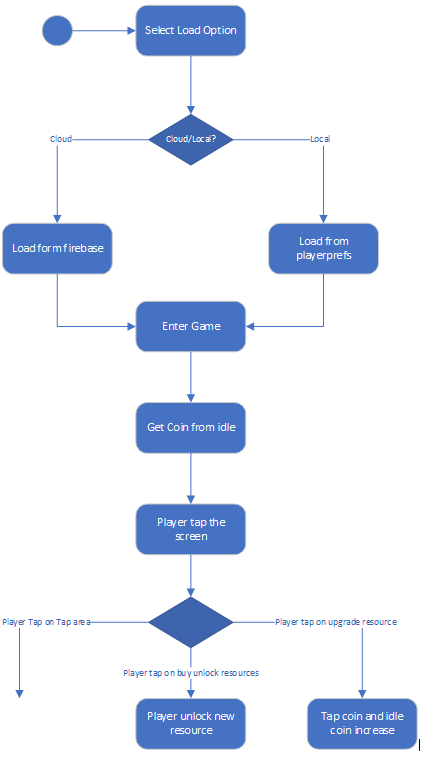 Select Load Option
Cloud/Local?
Cloud
Local
Load form firebase
Load from
playerprefs
Enter Game
Get Coin from idle
Player tap the
screen
Player Tap on Tap area
Player tap on upgrade resource
Player tap on buy unlock resources
Player unlock new
resource
Tap coin and idle
coin increase